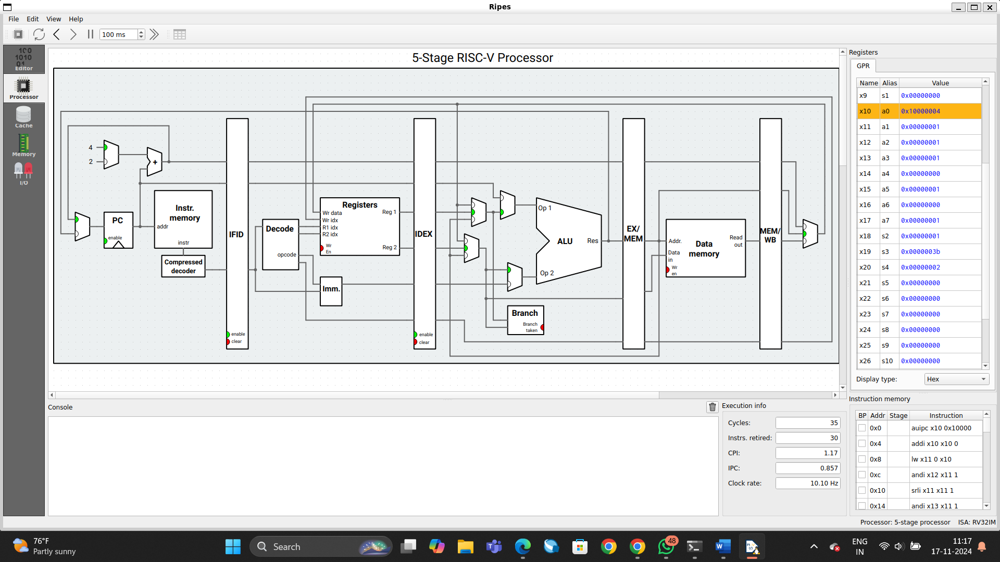 Ripes
File Edit View Help
100 ms
Editor
Processor
Cache
Memory
I/O
5-Stage RISC-V Processor
4
2
+
PC
enable
Instr.
memory
addr
instr
Compressed
decoder
IFID
enable
clear
Decode
opcode
Registers
Wr data
Wr idx
R1 idx
R2 idx
Wr
En
Reg 1
Reg 2
Imm.
IDEX
enable
clear
Op 1
ALU
Res
Op 2
Branch
Branch
taken
EX/
MEM
Addr.
Data
in
Wr
en
Data
memory
Read
out
MEM/
WB
Console
Execution info
Cycles: 35
Instrs. retired: 30
CPI: 1.17
IPC: 0.857
Clock rate: 10.10 Hz
Registers
GPR
Name Alias Value
x9 s1 0x00000000
x10 a0 0x10000004
x11 a1 0x00000001
x12 a2 0x00000001
x13 a3 0x00000001
x14 a4 0x00000000
x15 a5 0x00000001
x16 a6 0x00000000
x17 a7 0x00000001
x18 s2 0x00000001
x19 s3 0x0000003b
x20 s4 0x00000002
x21 s5 0x00000000
x22 s6 0x00000000
x23 s7 0x00000000
x24 s8 0x00000000
x25 s9 0x00000000
x26 s10 0x00000000
Display type: Hex
Instruction memory
BP Addr Stage Instruction
0x0 auipc x10 0x10000
0x4 addi x10 x10 0
0x8 lw x11 0 x10
0xc andi x12 x11 1
0x10 srli x11 x11 1
0x14 andi x13 x11 1
Processor: 5-stage processor ISA: RV32IM
76°F
Partly sunny
Search
48
ENG
IN
11:17
17-11-2024